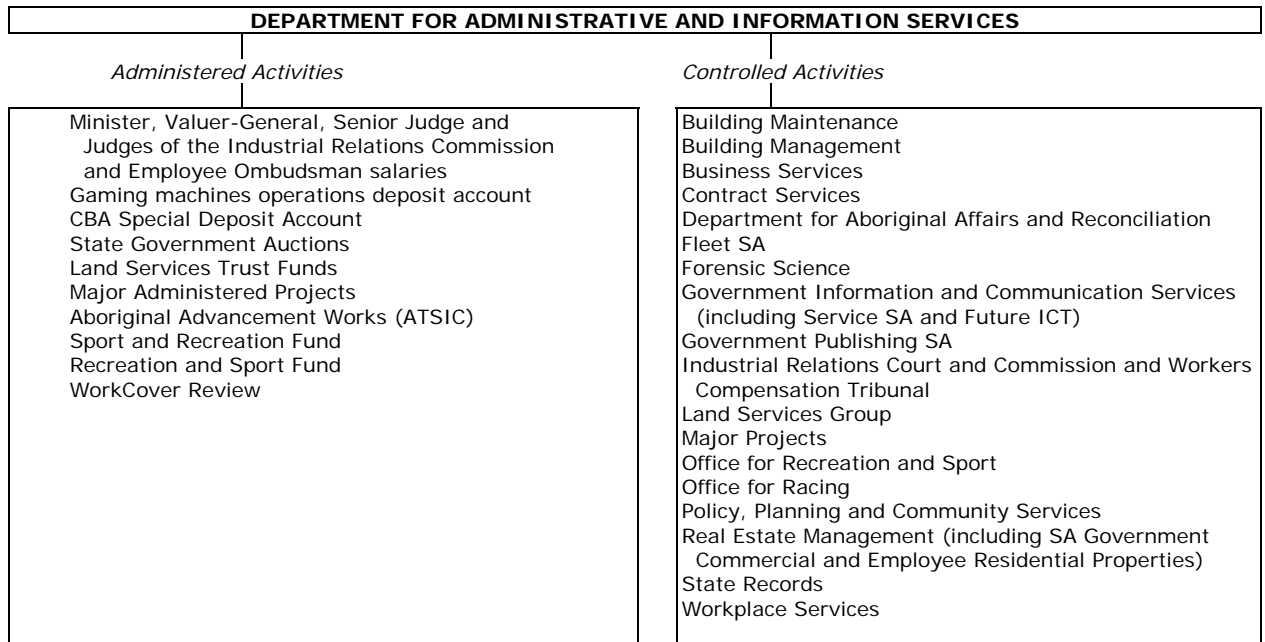 DEPARTMENT FOR ADMINISTRATIVE AND INFORMATION SERVICES
Administered Activities
Minister, Valuer-General, Senior Judge and
Judges of the Industrial Relations Commission
and Employee Ombudsman salaries
Gaming machines operations deposit account
CBA Special Deposit Account
State Government Auctions
Land Services Trust Funds
Major Administered Projects
Aboriginal Advancement Works (ATSIC)
Sport and Recreation Fund
Recreation and Sport Fund
WorkCover Review
Controlled Activities
Building Maintenance
Building Management
Business Services
Contract Services
Department for Aboriginal Affairs and Reconciliation
Fleet SA
Forensic Science
Government Information and Communication Services
(including Service SA and Future ICT)
Government Publishing SA
Industrial Relations Court and Commission and Workers
Compensation Tribunal
Land Services Group
Major Projects
Office for Recreation and Sport
Office for Racing
Policy, Planning and Community Services
Real Estate Management (including SA Government
Commercial and Employee Residential Properties)
State Records
Workplace Services